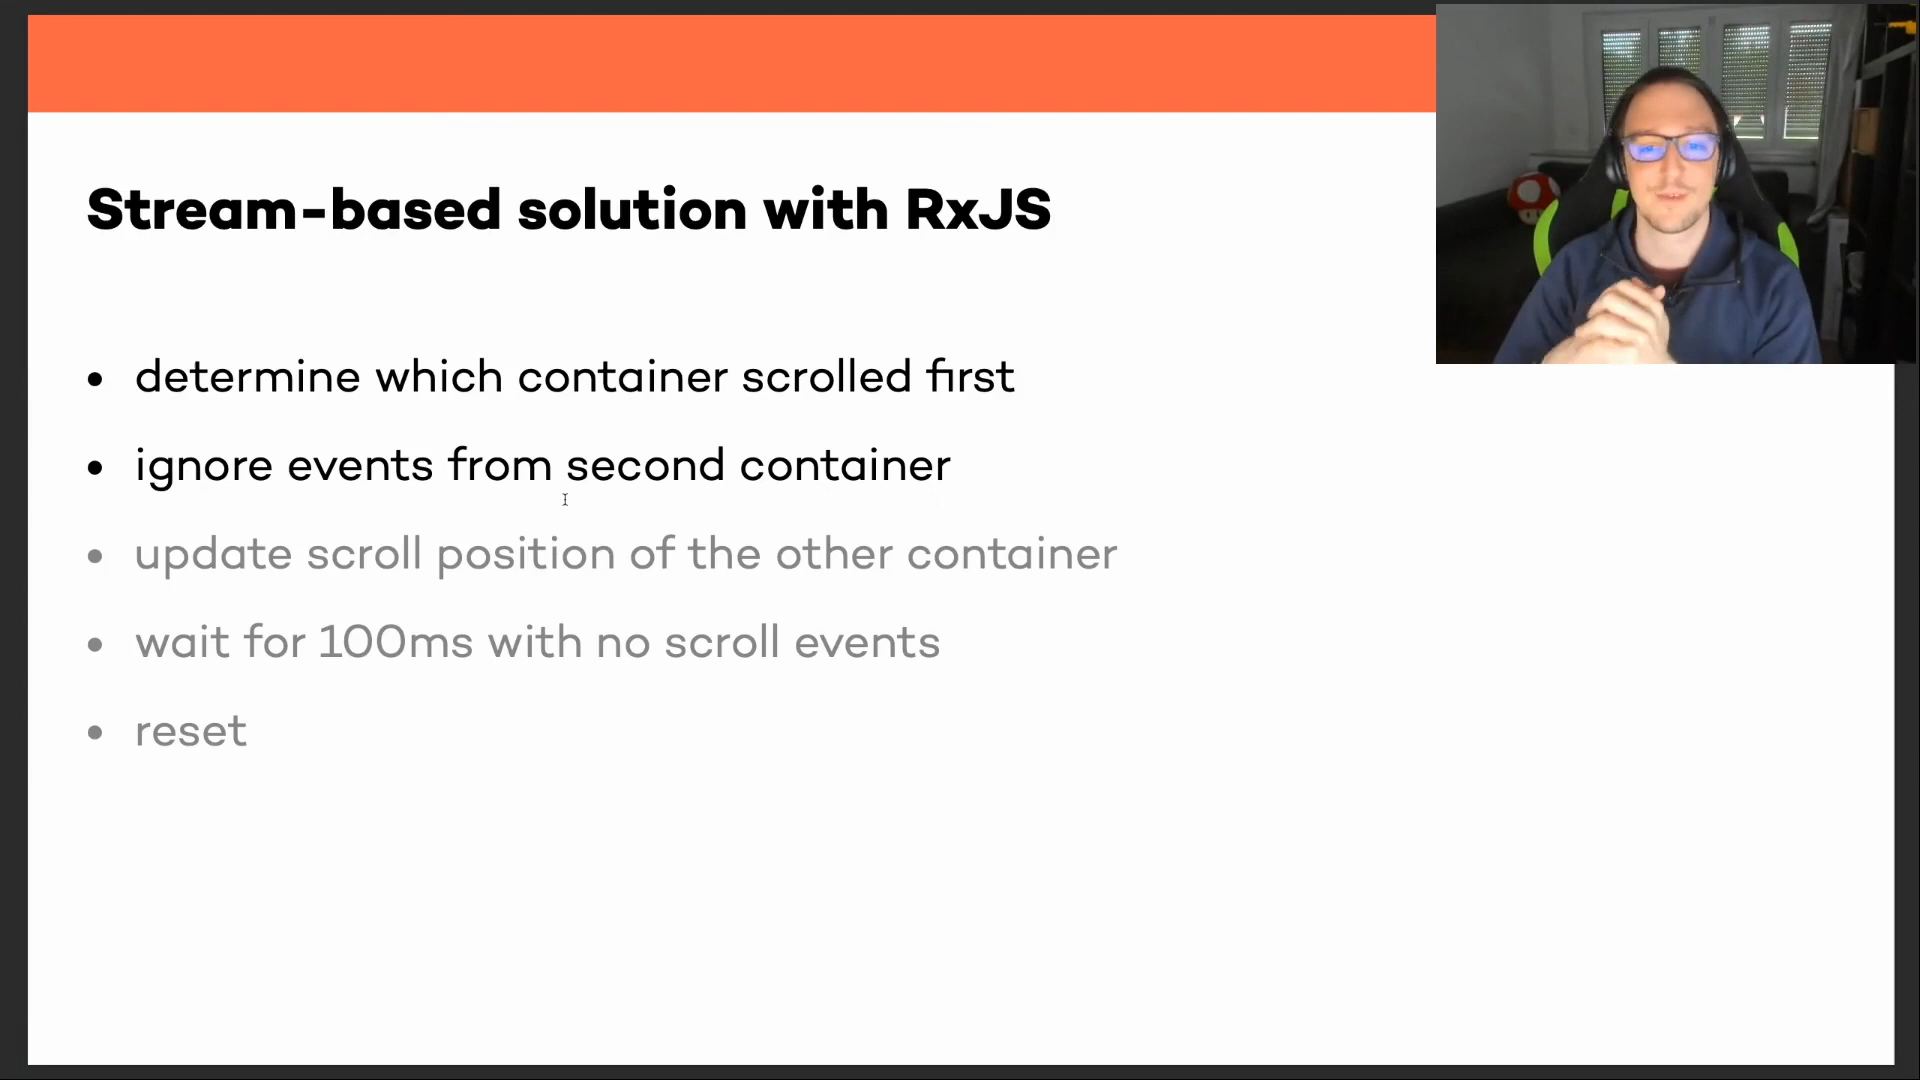 Stream-based solution with RxJS
• determine which container scrolled first
• ignore events from second container
• update scroll position of the other container
• wait for 100ms with no scroll events
• reset